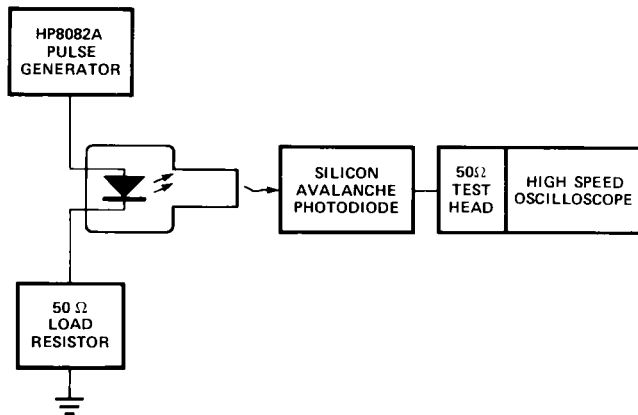 HP8082A
PULSE
GENERATOR
SILICON
AVALANCHE
PHOTODIODE
50Ω
TEST
HEAD
HIGH SPEED
OSCILLOSCOPE
50 Ω
LOAD
RESISTOR